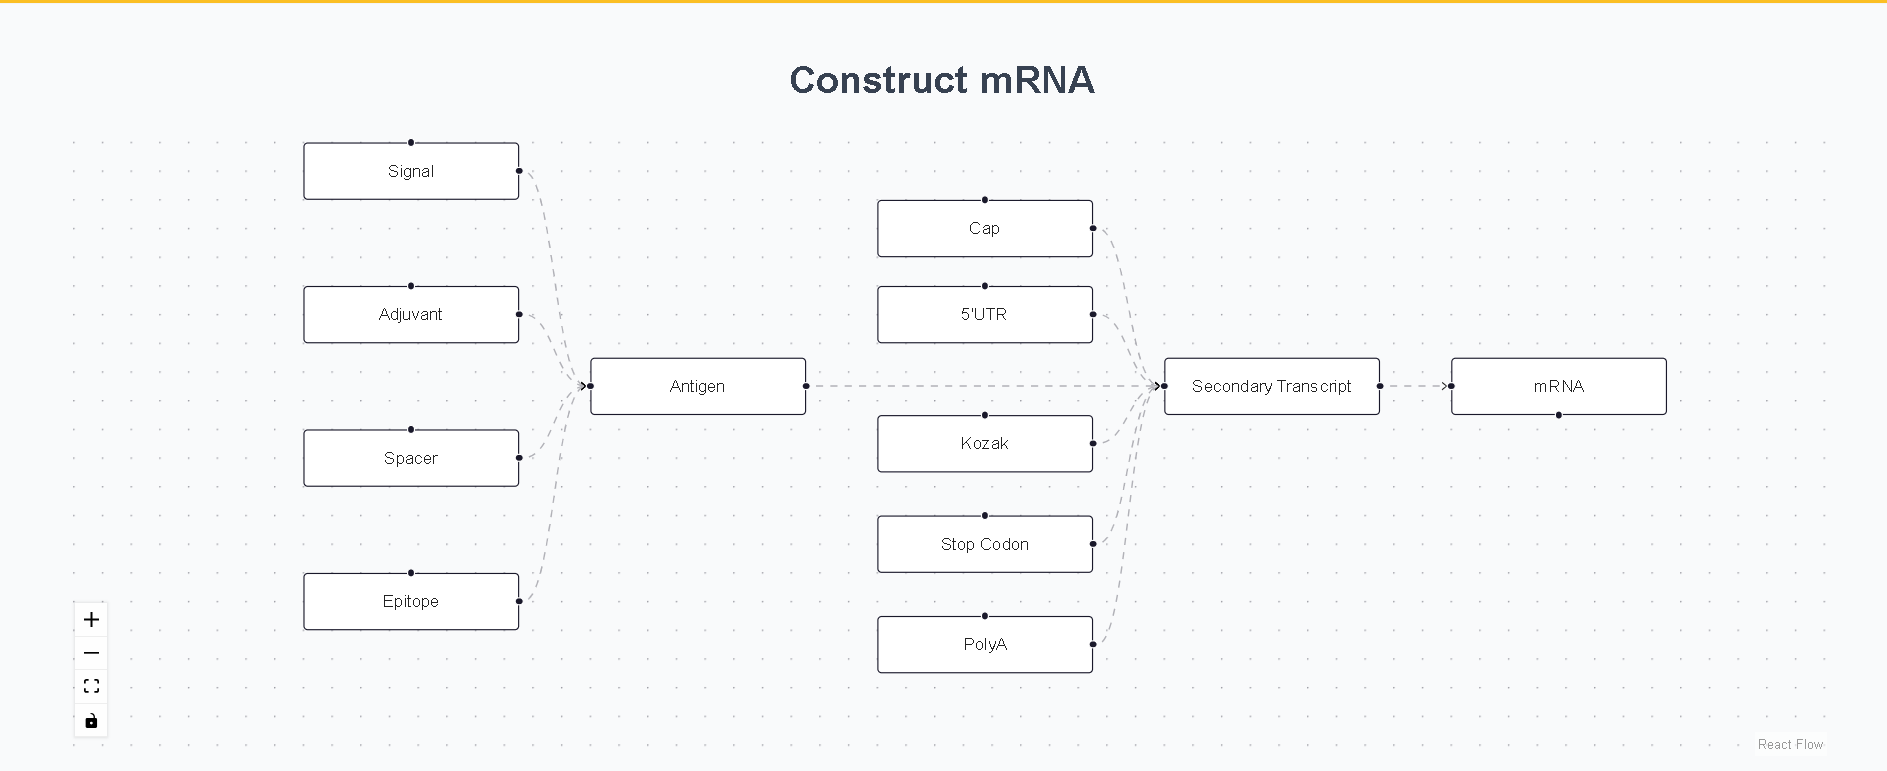 Construct mRNA
Signal
Adjuvant
Spacer
Epitope
Antigen
Cap
5'UTR
Kozak
Stop Codon
PolyA
Secondary Transcript
mRNA
React Flow